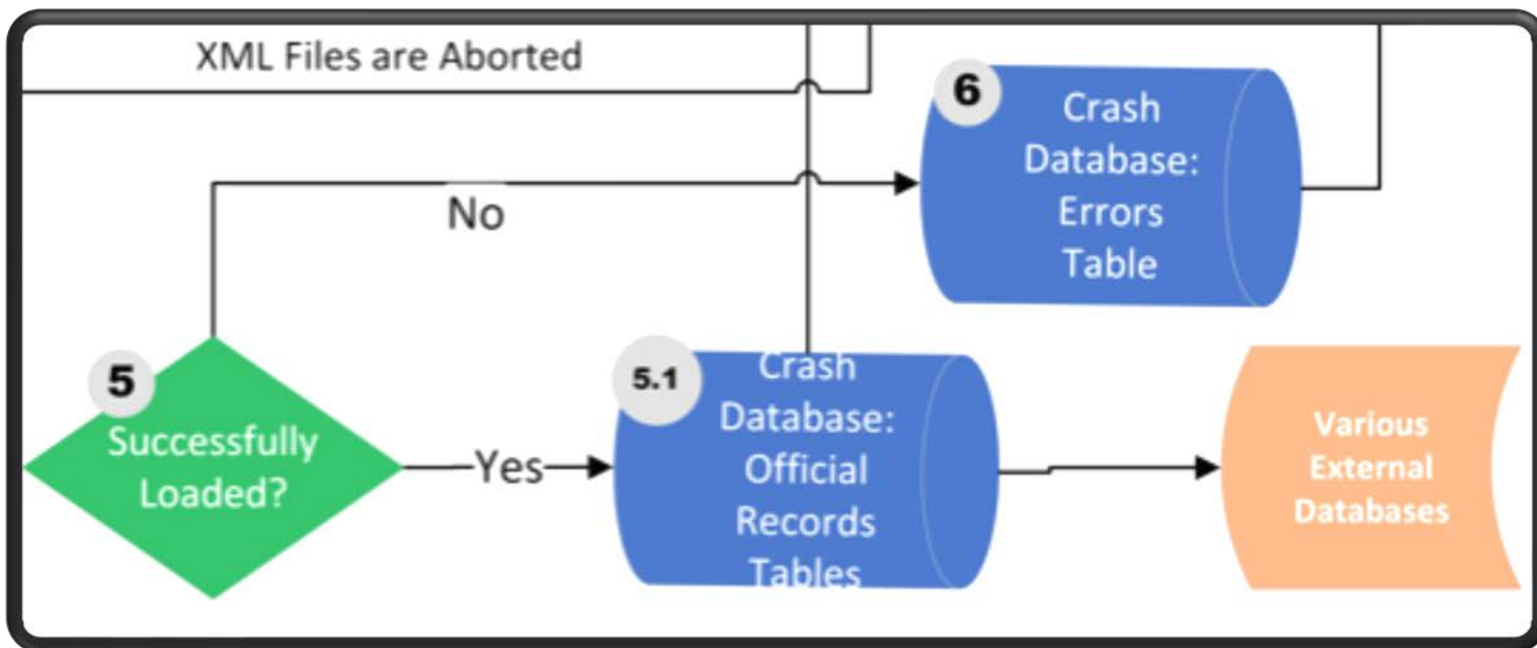 XML Files are Aborted
6
Crash
Database:
Errors
Table
No
5
Successfully
Loaded?
Yes
5.1
Crash
Database:
Official
Records
Tables
Various
External
Databases